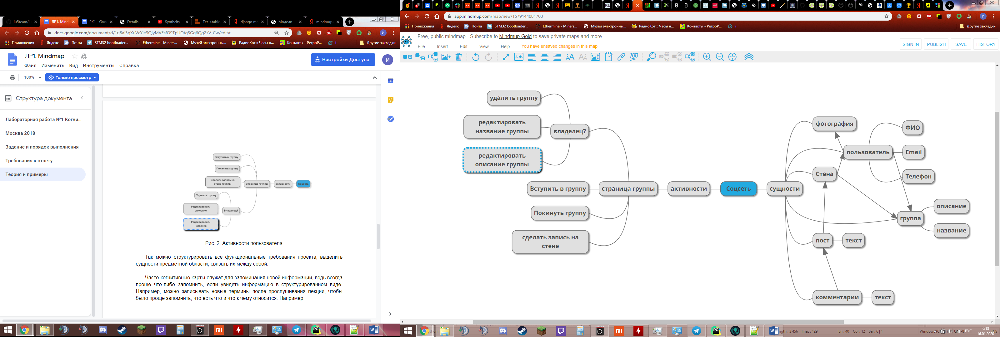 iu5team/iu
ЛР1. Mind
РК1 - Goo
Details
Synthcity
Тег <table
django mo
Модели —
mindmup.
docs.google.com/document/d/1rjBai3gXuVcYie3QIyMVEsfO9TpUOtq3Gg6QgZzV_Cw/edit#
Приложения
Яндекс
Почта
STM32 bootloader...
Ethermine - Miners...
Музей электронны...
РадиоКот :: Часы н...
Контакты - РетроР...
i
Другие закладки
ЛР1. Mindmap
Файл Изменить Вид Инструменты Справка
Настройки Доступа
И
100%
Только просмотр
Структура документа
Лабораторная работа №1 Когни...
Москва 2018
Задание и порядок выполнения
Требования к отчету
Теория и примеры
Вступить в группу
Покинуть группу
Сделать запись на
стене группы
Страница группы
активности
Соцсеть
Удалить группу
Редактировать
описание
Владелец?
Редактировать
название
Рис. 2. Активности пользователя
Так можно структурировать все функциональные требования проекта, выделить
сущности предметной области, связать их между собой.
Часто когнитивные карты служат для запоминания новой информации, ведь всегда
проще что-либо запомнить, если увидеть информацию в структурированном виде.
Например, можно записывать новые термины после прослушивания лекции, чтобы
было проще запомнить, что есть что и что к чему относится. Например:
app.mindmup.com/map/new/1579144081703
Приложения
Яндекс
Почта
STM32 bootloader...
Ethermine - Miners...
Музей электронны...
РадиоКот :: Часы н...
Контакты - РетроР...
i
Другие закладки
Free, public mindmap - Subscribe to Mindmup Gold to save private maps and more
File Insert Edit View Help
You have unsaved changes in this map
SIGN IN PUBLISH SAVE HISTORY
удалить группу
редактировать
название группы
владелец?
редактировать
описание группы
Вступить в группу
страница группы
активности
Соцсеть
сущности
Покинуть группу
сделать запись на
стене
фотография
ФИО
пользователь
Email
Стена
Телефон
описание
группа
название
пост
текст
комментарии
текст
length : 3 456 lines : 129
Ln : 40 Col : 12 Sel : 6 | 1
РУС
6:18
16.01.2020
INS